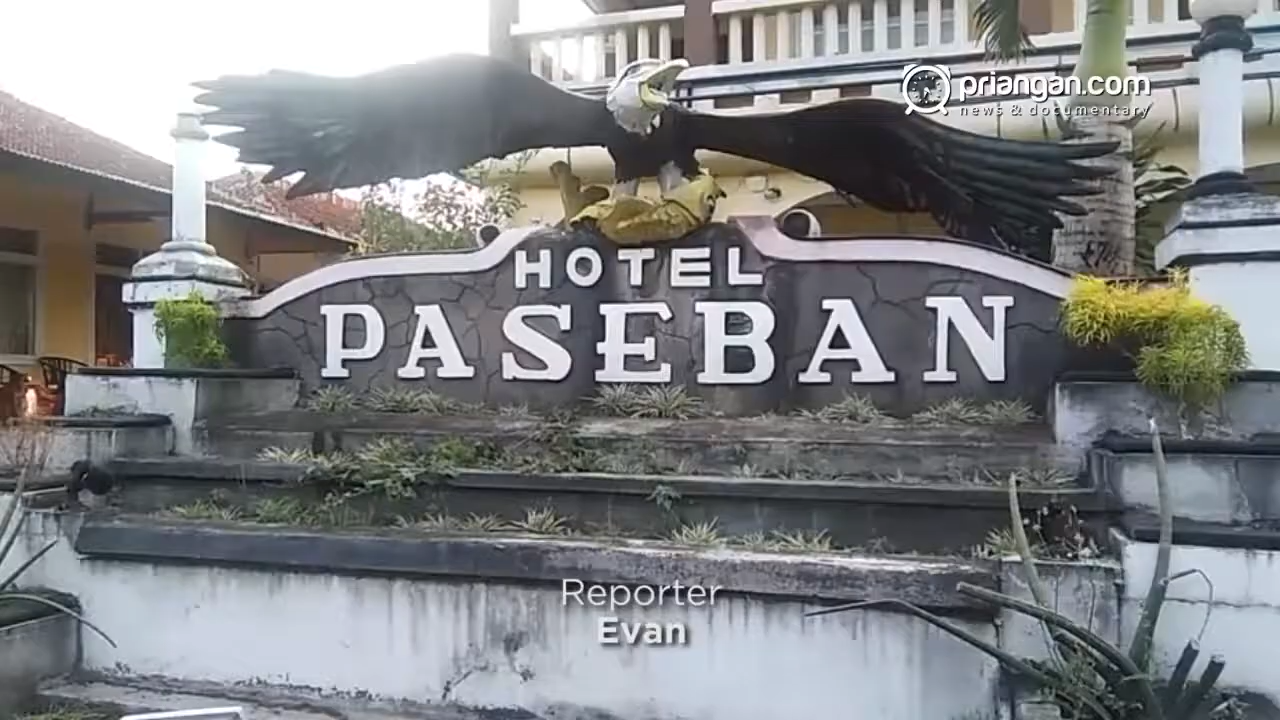 priangan.com
news & documentary
HOTEL
PASEBAN
Reporter
Evan